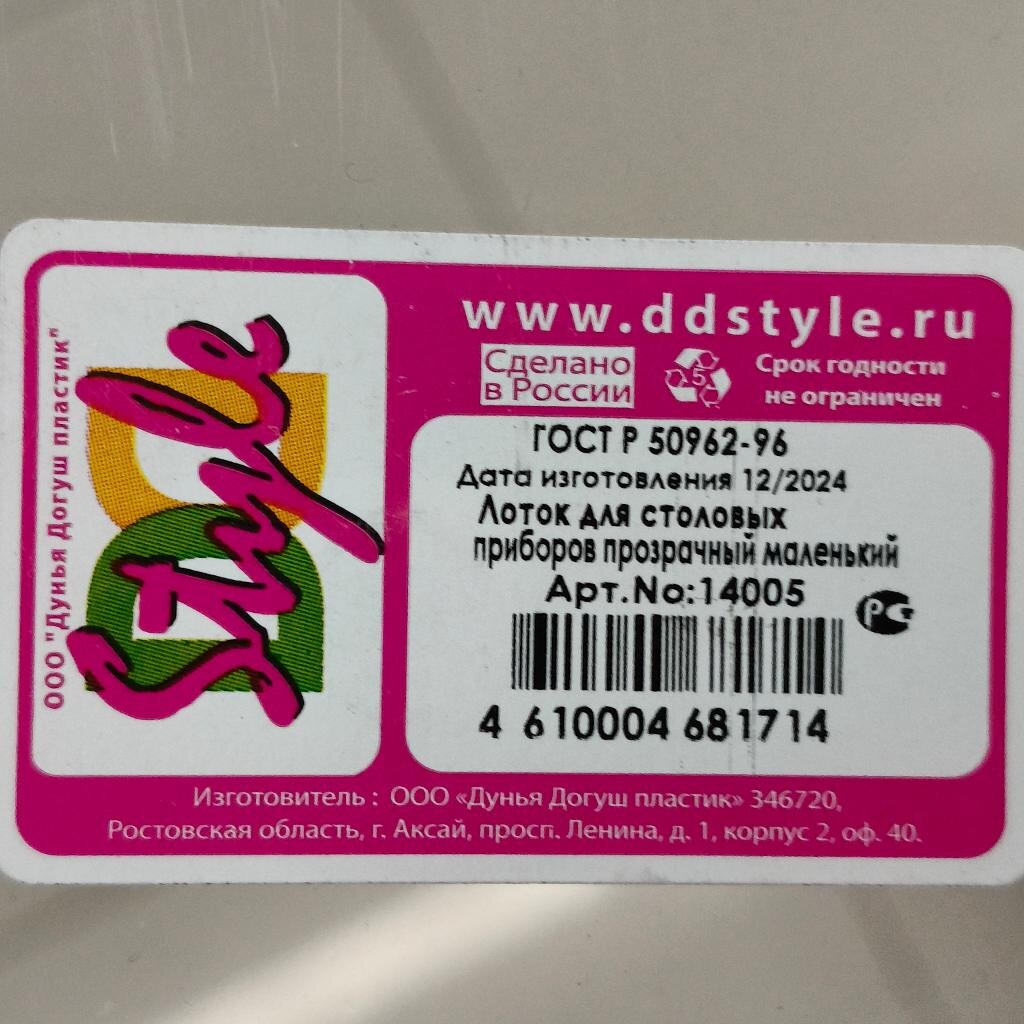 ООО "Дунья Догуш пластик"
Style
www.ddstyle.ru
Сделано
в России
5
Срок годности
не ограничен
ГОСТ Р 50962-96
Дата изготовления 12/2024
Лоток для столовых
приборов прозрачный маленький
Арт.No:14005
РСТ
4 610004 681714
Изготовитель : ООО «Дунья Догуш пластик» 346720,
Ростовская область, г. Аксай, просп. Ленина, д. 1, корпус 2, оф. 40.